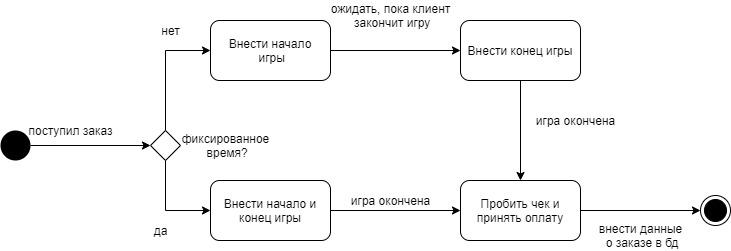 ожидать, пока клиент
закончит игру
нет
Внести начало
игры
Внести конец игры
игра окончена
поступил заказ
фиксированное
время?
Внести начало и
конец игры
игра окончена
Пробить чек и
принять оплату
да
внести данные
о заказе в бд